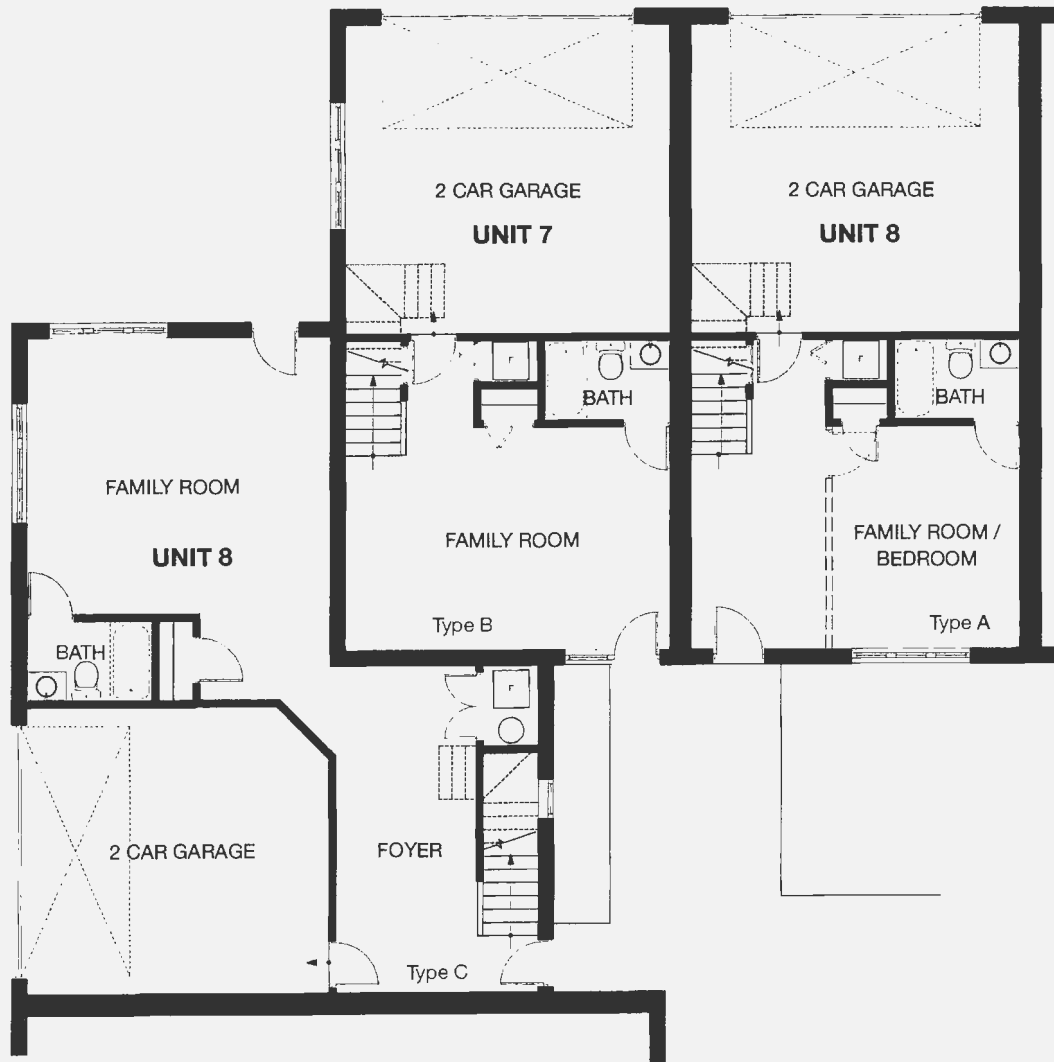 2 CAR GARAGE
UNIT 7
2 CAR GARAGE
UNIT 8
F
BATH
F
BATH
FAMILY ROOM
UNIT 8
FAMILY ROOM
Type B
FAMILY ROOM /
BEDROOM
Type A
BATH
F
2 CAR GARAGE
FOYER
Type C